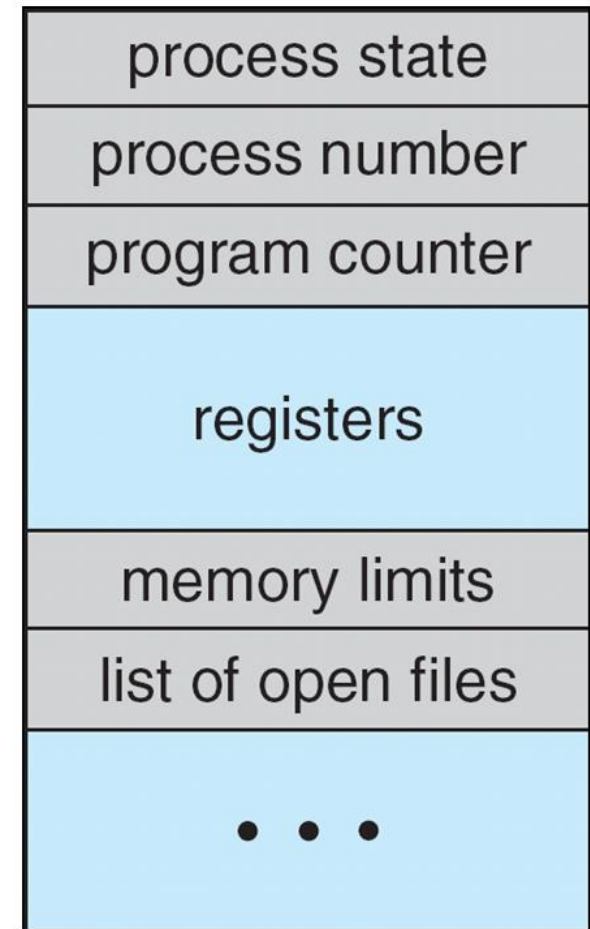 process state
process number
program counter
registers
memory limits
list of open files
• • •